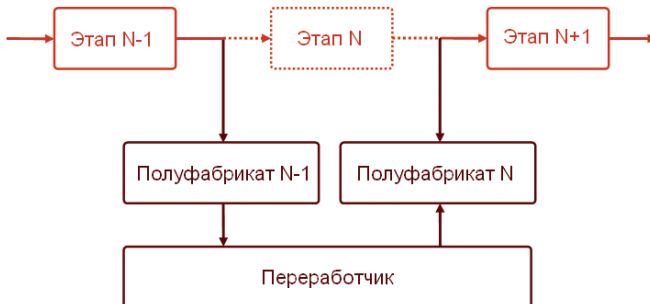 Этап N-1
Этап N
Этап N+1
Полуфабрикат N-1
Полуфабрикат N
Переработчик